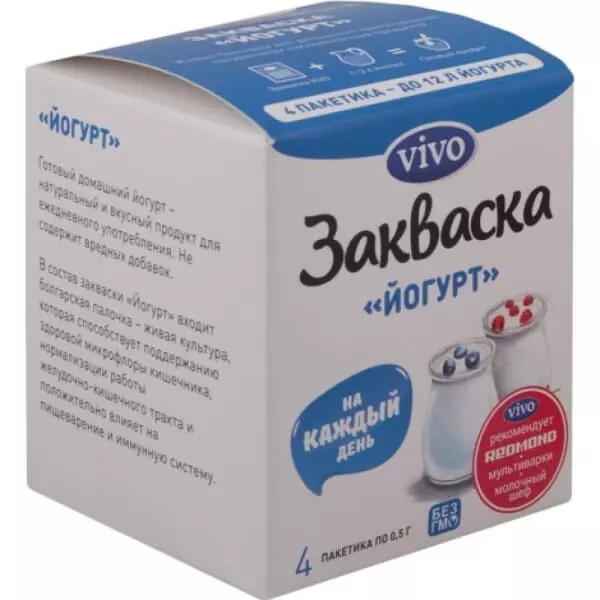 ЗАКВАСКА
«ЙОГУРТ»
+
=
4 ПАКЕТИКА – ДО 12 Л ЙОГУРТА
«ЙОГУРТ»
Готовый домашний йогурт –
натуральный и вкусный продукт для
ежедневного употребления. Не
содержит вредных добавок.
В состав закваски «Йогурт» входит
болгарская палочка – живая культура,
которая способствует поддержанию
здоровой микрофлоры кишечника,
нормализации работы
желудочно-кишечного тракта и
положительно влияет на
пищеварение и иммунную систему.
VIVO
Закваска
«ЙОГУРТ»
НА
КАЖДЫЙ
ДЕНЬ
VIVO
рекомендует
REDMOND
мультиварки
молочный
шеф
БЕЗ
ГМО
4 ПАКЕТИКА ПО 0,5 Г